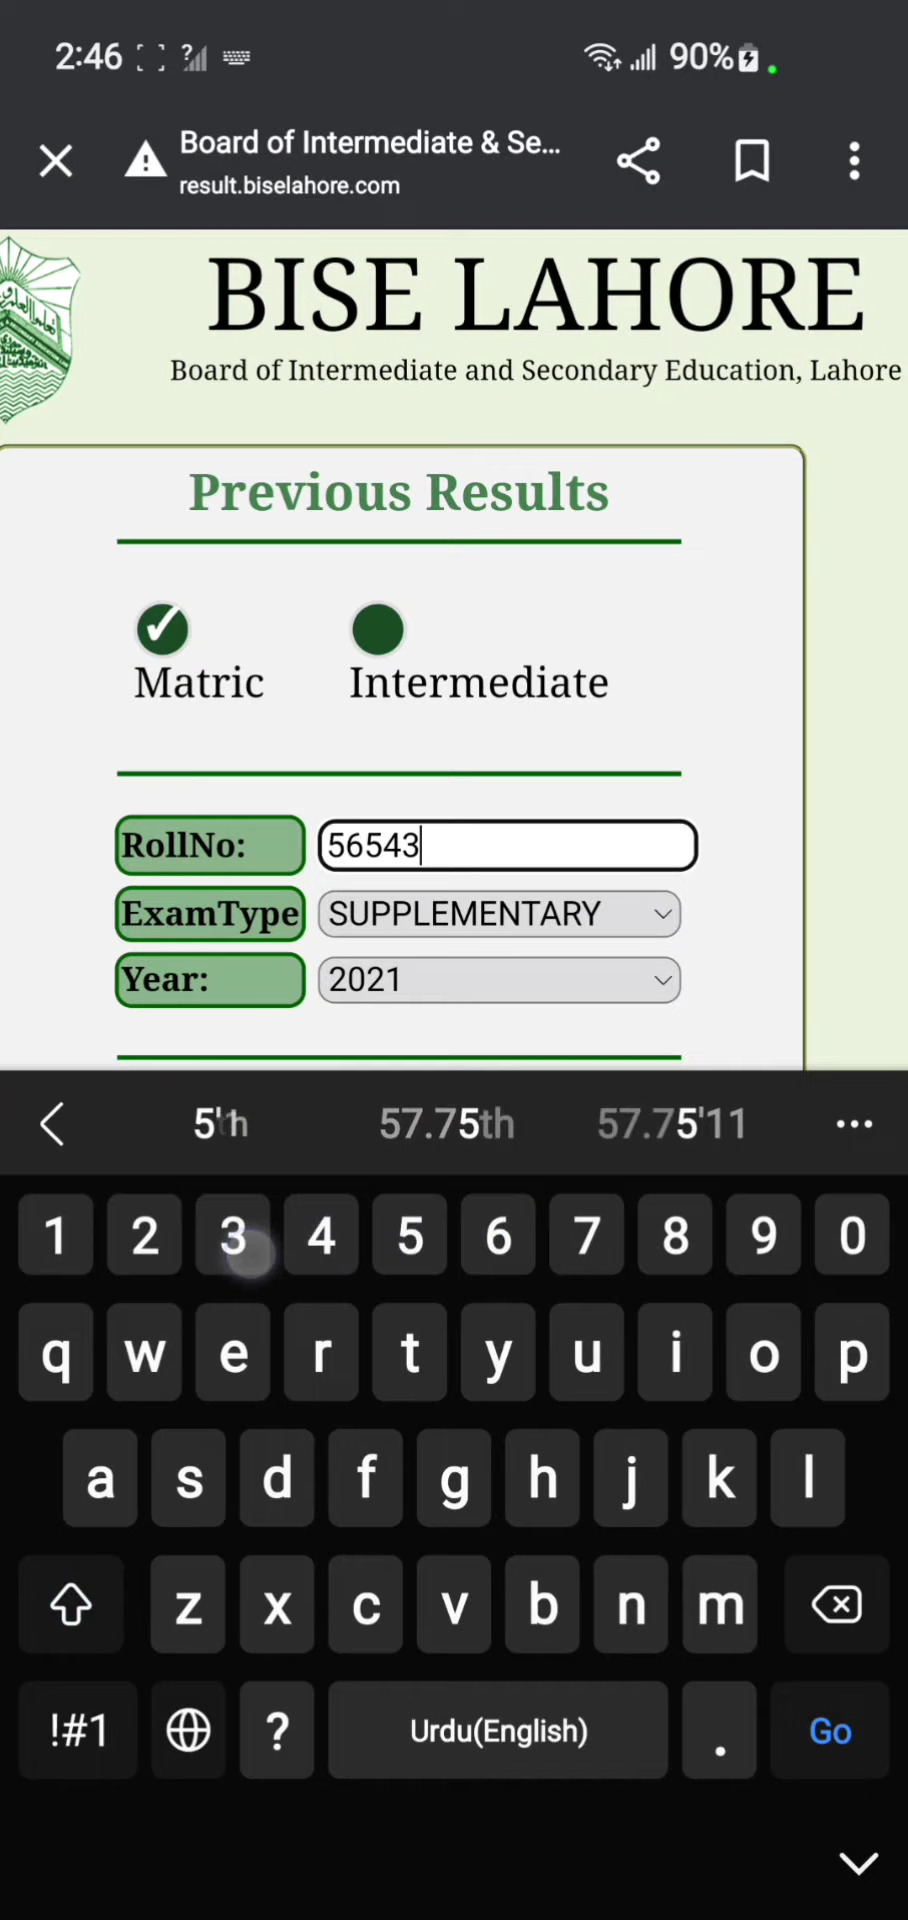 2:46
90%
Board of Intermediate & Se...
result.biselahore.com
BISE LAHORE
Board of Intermediate and Secondary Education, Lahore
Previous Results
✓
Matric
Intermediate
RollNo:
56543
ExamType
SUPPLEMENTARY
Year:
2021
57.75th
57.75'11
...
1 2 3 4 5 6 7 8 9 0
q w e r t y u i o p
a s d f g h j k l
z x c v b n m
!#1 ? Urdu(English) . Go